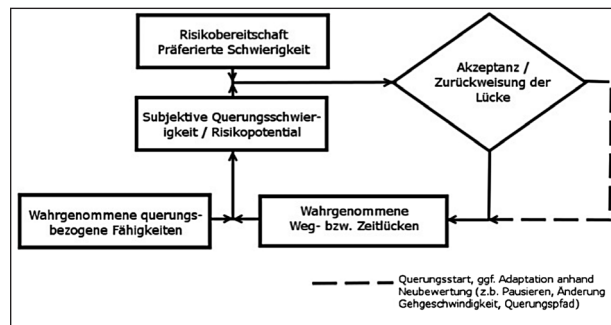 Risikobereitschaft
Präferierte Schwierigkeit
Akzeptanz /
Zurückweisung der
Lücke
Subjektive Querungsschwier-
igkeit / Risikopotential
Wahrgenommene querungs-
bezogene Fähigkeiten
Wahrgenommene
Weg- bzw. Zeitlücken
Querungsstart, ggf. Adaptation anhand
Neubewertung (z.b. Pausieren, Änderung
Gehgeschwindigkeit, Querungspfad)